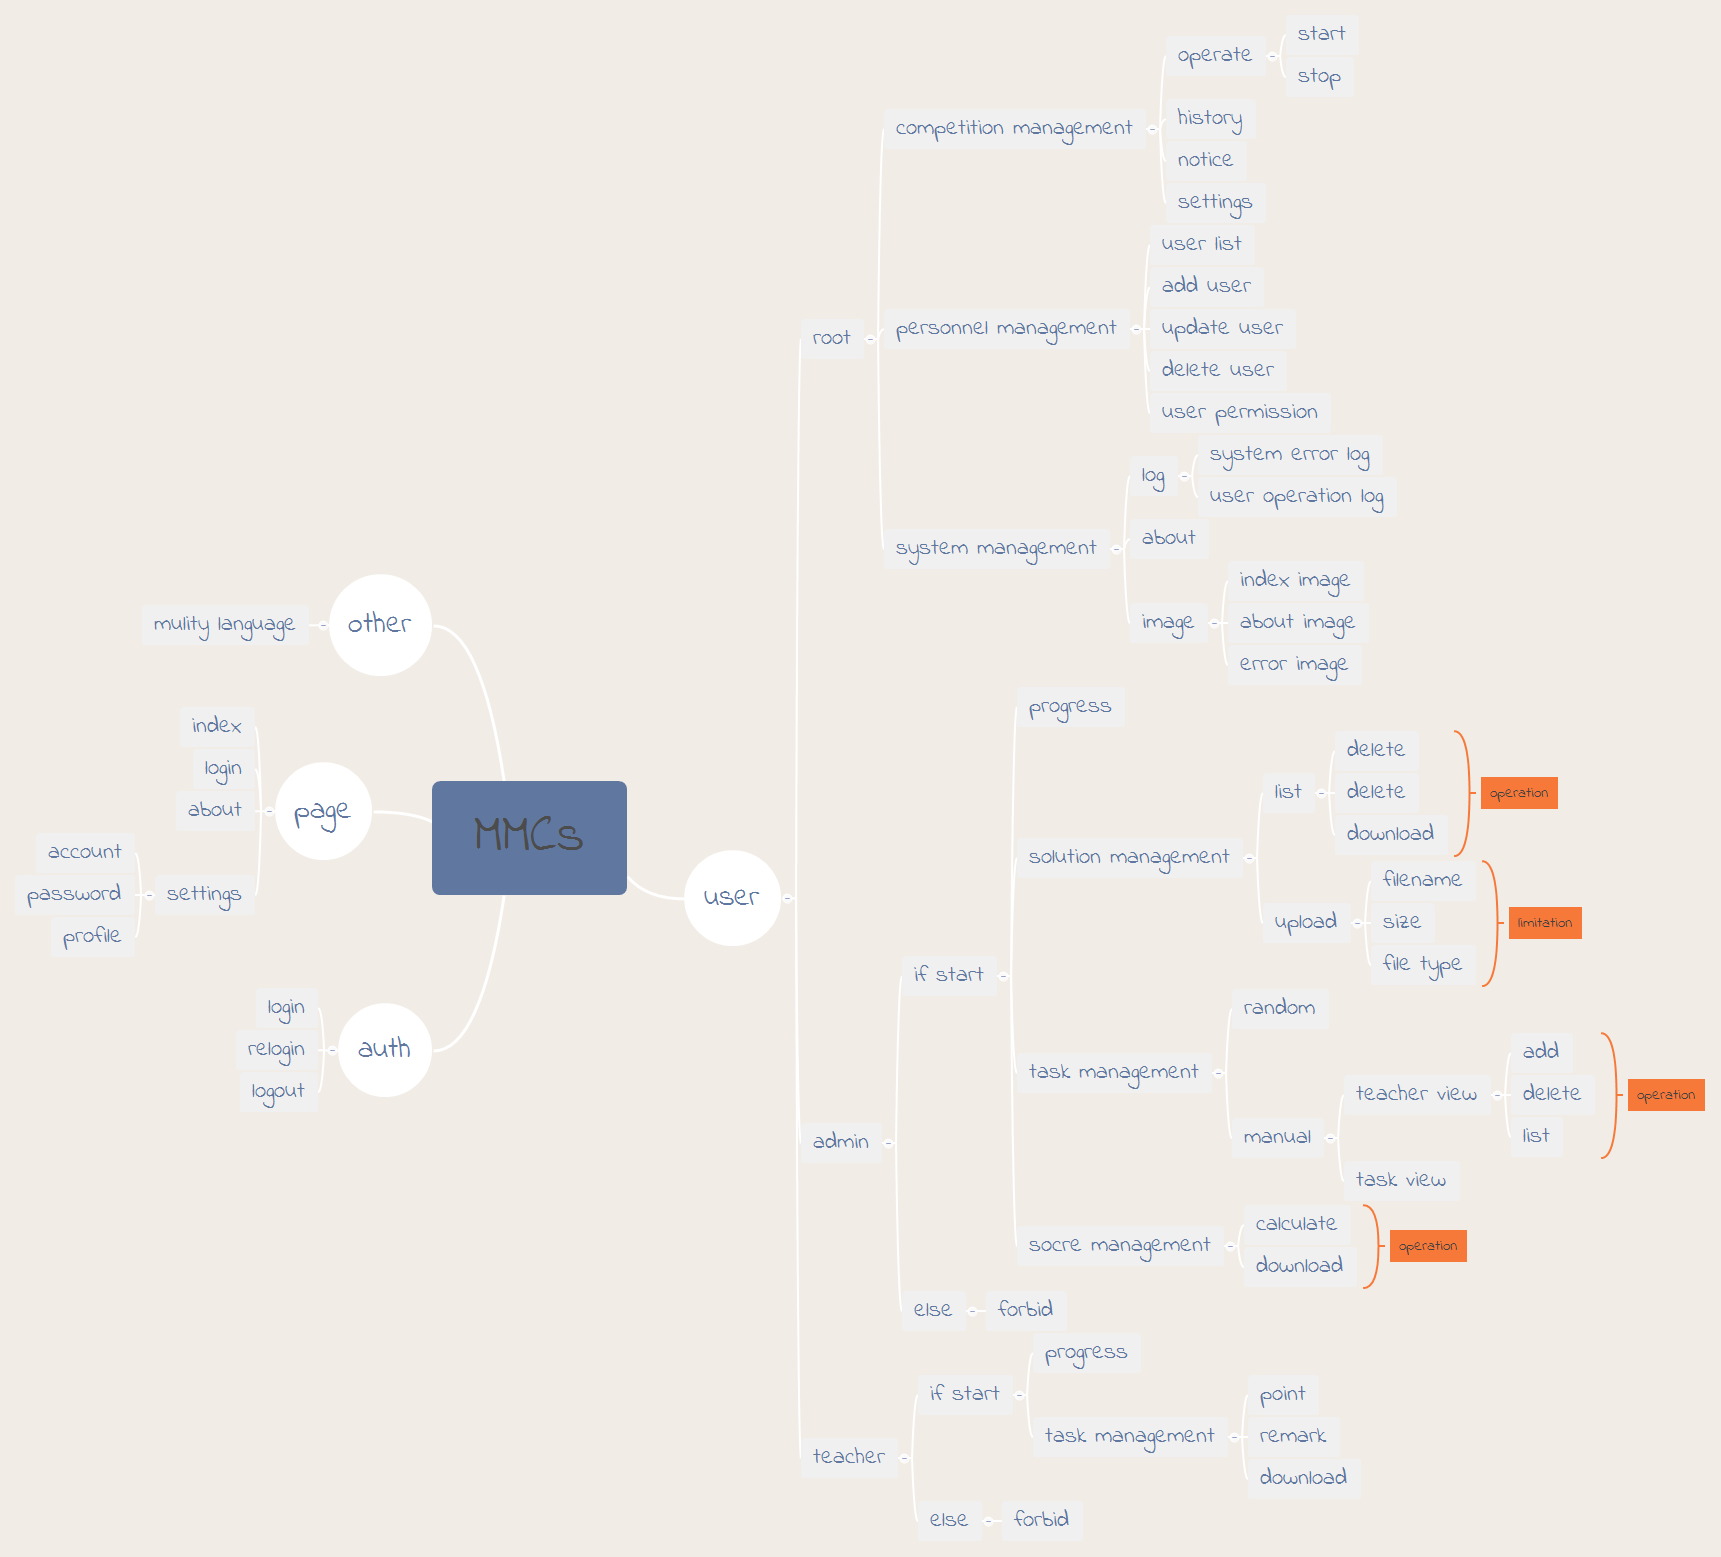 MMCs
other
mulity language
page
index
login
about
settings
account
password
profile
auth
login
relogin
logout
user
root
competition management
operate
start
stop
history
notice
settings
personnel management
user list
add user
update user
delete user
user permission
system management
log
system error log
user operation log
about
image
index image
about image
error image
admin
if start
progress
solution management
list
delete
delete
download
operation
upload
filename
size
file type
limitation
task management
random
manual
teacher view
add
delete
list
operation
task view
socre management
calculate
download
operation
else
forbid
teacher
if start
progress
task management
point
remark
download
else
forbid